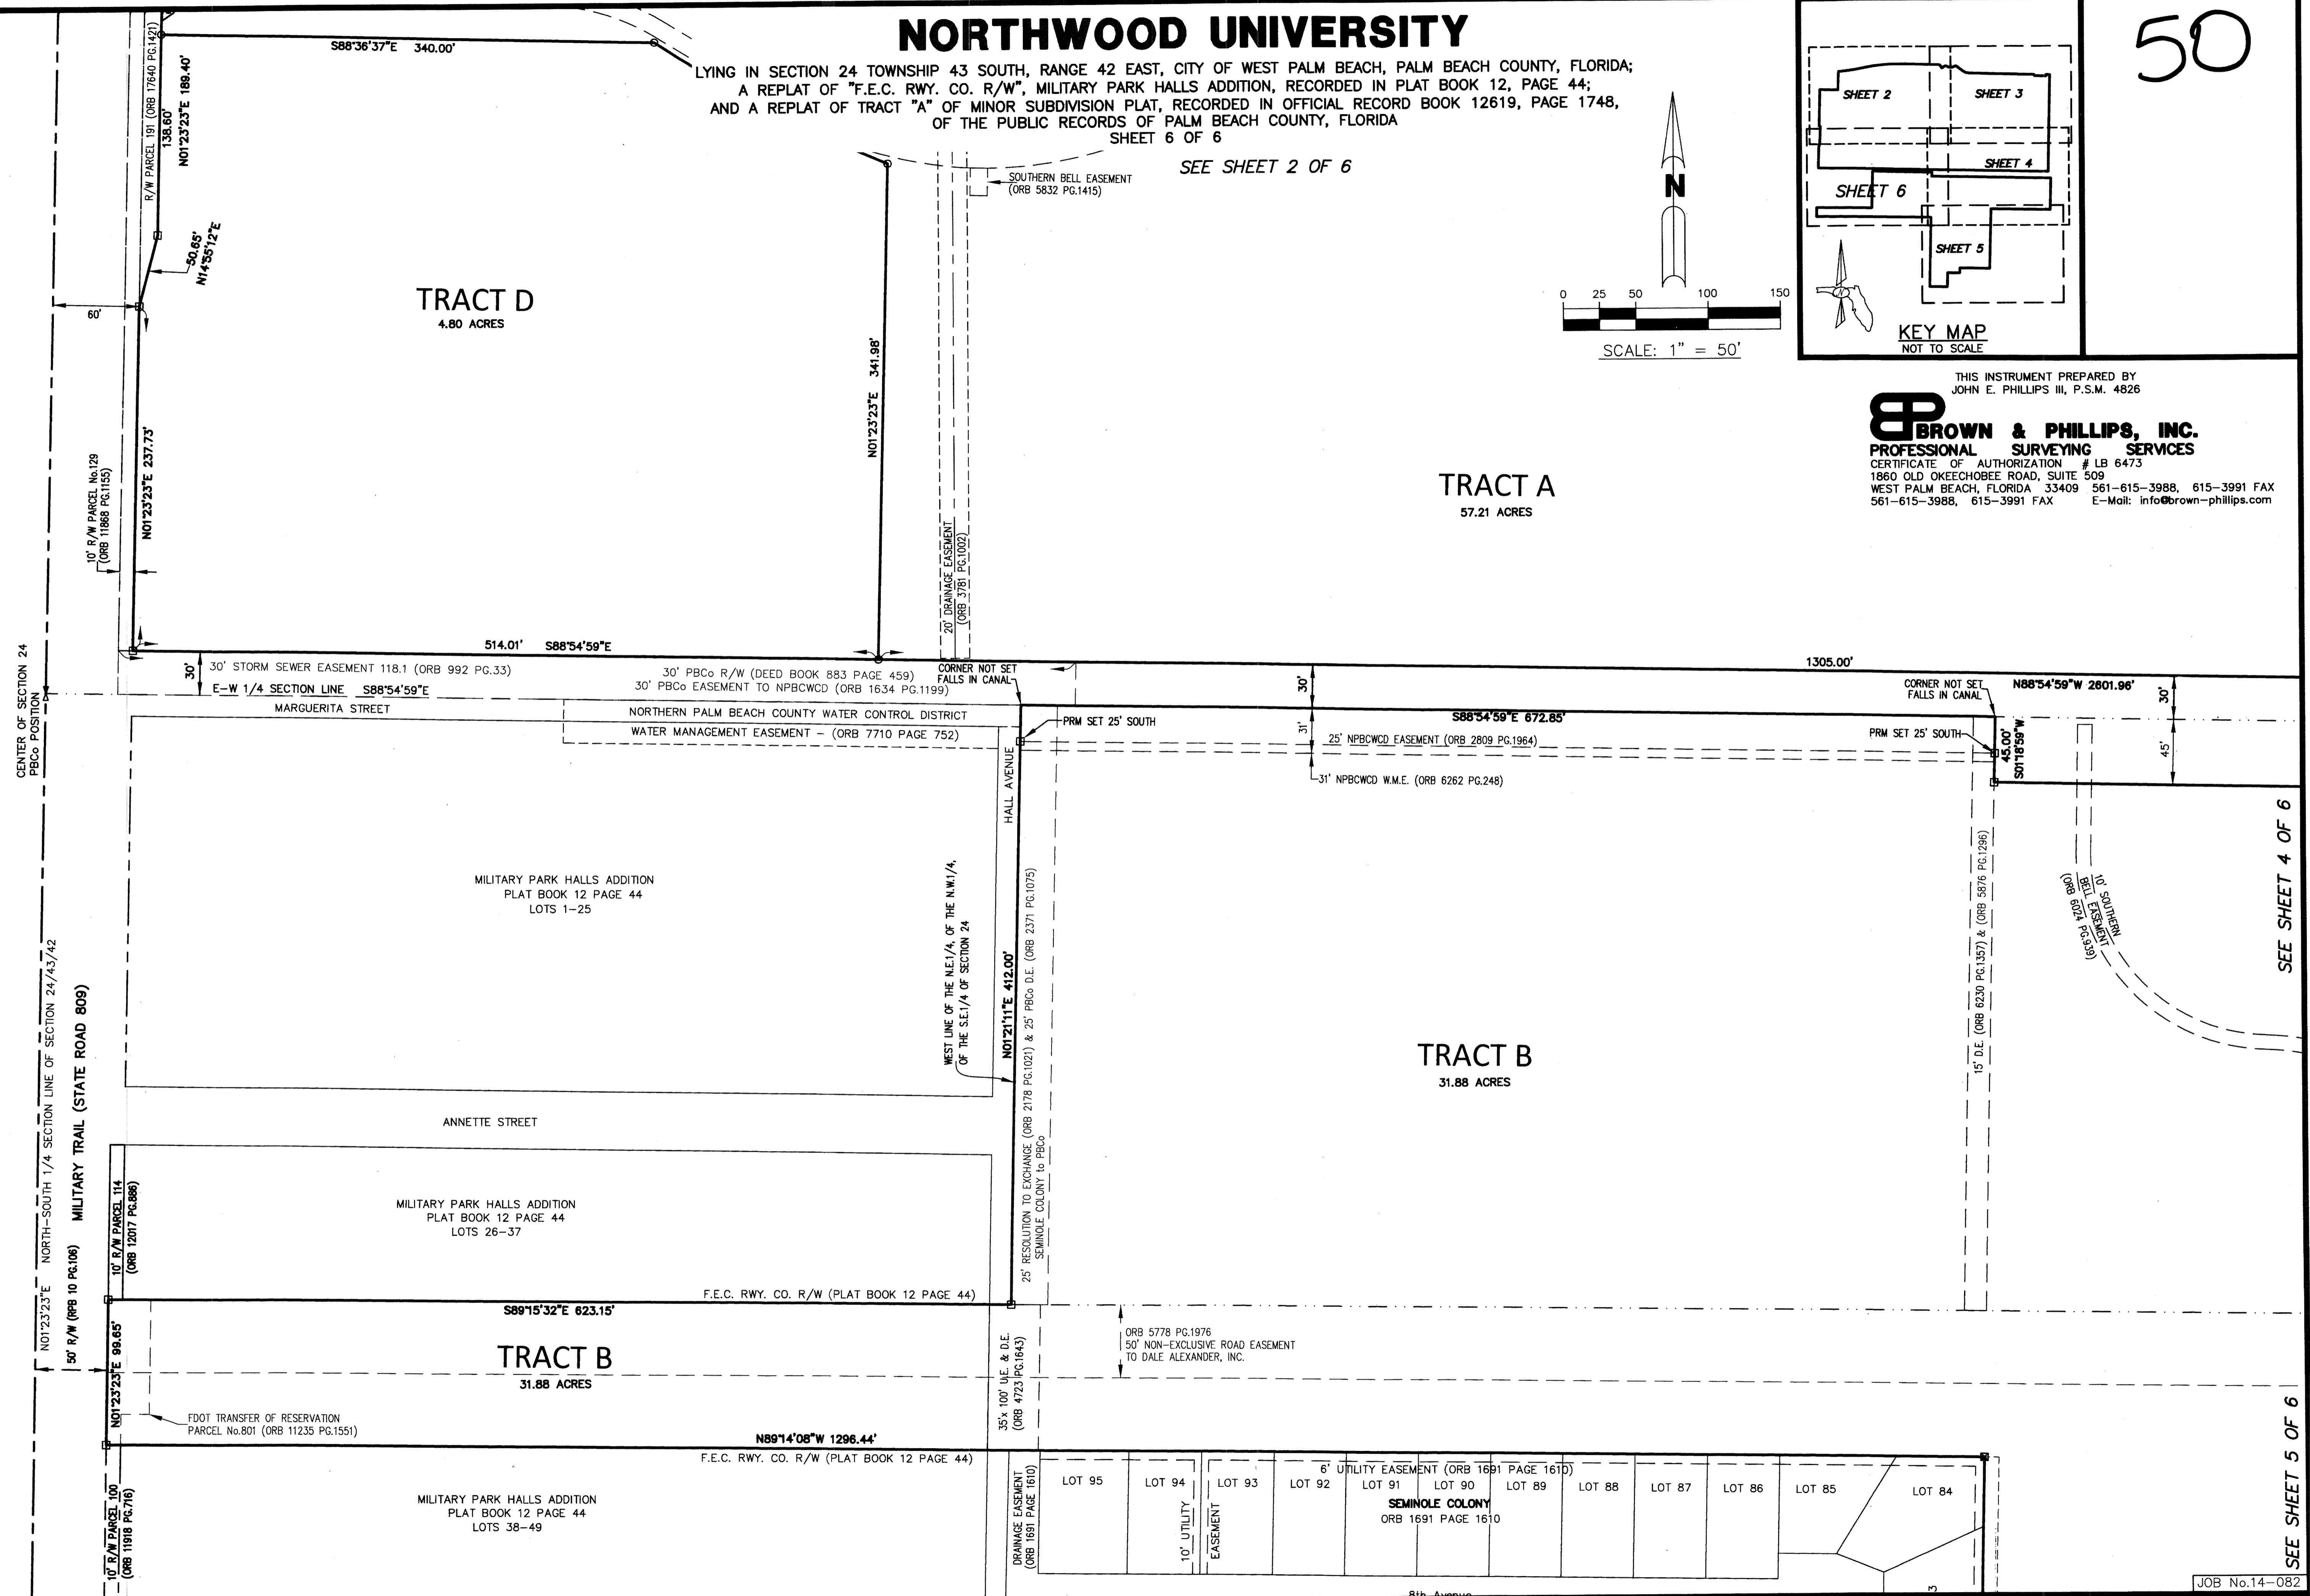 NORTHWOOD UNIVERSITY
LYING IN SECTION 24 TOWNSHIP 43 SOUTH, RANGE 42 EAST, CITY OF WEST PALM BEACH, PALM BEACH COUNTY, FLORIDA;
A REPLAT OF "F.E.C. RWY. CO. R/W", MILITARY PARK HALLS ADDITION, RECORDED IN PLAT BOOK 12, PAGE 44;
AND A REPLAT OF TRACT "A" OF MINOR SUBDIVISION PLAT, RECORDED IN OFFICIAL RECORD BOOK 12619, PAGE 1748,
OF THE PUBLIC RECORDS OF PALM BEACH COUNTY, FLORIDA
SHEET 6 OF 6
SEE SHEET 2 OF 6
50
SHEET 2
SHEET 3
SHEET 4
SHEET 6
SHEET 5
N
KEY MAP
NOT TO SCALE
N
0 25 50 100 150
SCALE: 1" = 50'
THIS INSTRUMENT PREPARED BY
JOHN E. PHILLIPS III, P.S.M. 4826
BP
BROWN & PHILLIPS, INC.
PROFESSIONAL SURVEYING SERVICES
CERTIFICATE OF AUTHORIZATION # LB 6473
1860 OLD OKEECHOBEE ROAD, SUITE 509
WEST PALM BEACH, FLORIDA 33409 561-615-3988, 615-3991 FAX
561-615-3988, 615-3991 FAX E-Mail: info@brown-phillips.com
S88°36'37"E 340.00'
R/W PARCEL 191 (ORB 17640 PG.1421)
138.60'
N01°23'23"E 189.40'
50.65'
N14°55'12"E
60'
TRACT D
4.80 ACRES
SOUTHERN BELL EASEMENT
(ORB 5832 PG.1415)
N01°23'23"E 341.98'
N01°23'23"E 237.73'
10' R/W PARCEL No.129
(ORB 11868 PG.1155)
20' DRAINAGE EASEMENT
(ORB 3781 PG.1002)
TRACT A
57.21 ACRES
514.01' S88°54'59"E
1305.00'
CENTER OF SECTION 24
PBCo POSITION
30'
30' STORM SEWER EASEMENT 118.1 (ORB 992 PG.33)
30' PBCo R/W (DEED BOOK 883 PAGE 459)
30' PBCo EASEMENT TO NPBCWCD (ORB 1634 PG.1199)
E-W 1/4 SECTION LINE S88°54'59"E
CORNER NOT SET
FALLS IN CANAL
30'
CORNER NOT SET
FALLS IN CANAL
N88°54'59"W 2601.96'
30'
MARGUERITA STREET
NORTHERN PALM BEACH COUNTY WATER CONTROL DISTRICT
WATER MANAGEMENT EASEMENT - (ORB 7710 PAGE 752)
PRM SET 25' SOUTH
31'
S88°54'59"E 672.85'
25' NPBCWCD EASEMENT (ORB 2809 PG.1964)
PRM SET 25' SOUTH
45.00'
S01°18'59"W
45'
31' NPBCWCD W.M.E. (ORB 6262 PG.248)
HALL AVENUE
MILITARY PARK HALLS ADDITION
PLAT BOOK 12 PAGE 44
LOTS 1-25
WEST LINE OF THE N.E.1/4, OF THE N.W.1/4,
OF THE S.E.1/4 OF SECTION 24
N01°21'11"E 412.00'
25' RESOLUTION TO EXCHANGE (ORB 2178 PG.1021) & 25' PBCo D.E. (ORB 2371 PG.1075)
SEMINOLE COLONY to PBCo
15' D.E. (ORB 6230 PG.1357) & (ORB 5876 PG.1296)
10' SOUTHERN
BELL EASEMENT
(ORB 6024 PG.939)
SEE SHEET 4 OF 6
N01°23'23"E NORTH-SOUTH 1/4 SECTION LINE OF SECTION 24/43/42
50' R/W (RPB 10 PG.106) MILITARY TRAIL (STATE ROAD 809)
TRACT B
31.88 ACRES
ANNETTE STREET
10' R/W PARCEL 114
(ORB 12017 PG.886)
MILITARY PARK HALLS ADDITION
PLAT BOOK 12 PAGE 44
LOTS 26-37
F.E.C. RWY. CO. R/W (PLAT BOOK 12 PAGE 44)
S89°15'32"E 623.15'
N01°23'23"E 99.65'
TRACT B
31.88 ACRES
35'x 100' U.E. & D.E.
(ORB 4723 PG.1643)
ORB 5778 PG.1976
50' NON-EXCLUSIVE ROAD EASEMENT
TO DALE ALEXANDER, INC.
FDOT TRANSFER OF RESERVATION
PARCEL No.801 (ORB 11235 PG.1551)
N89°14'08"W 1296.44'
F.E.C. RWY. CO. R/W (PLAT BOOK 12 PAGE 44)
10' R/W PARCEL 100
(ORB 11918 PG.716)
MILITARY PARK HALLS ADDITION
PLAT BOOK 12 PAGE 44
LOTS 38-49
DRAINAGE EASEMENT
(ORB 1691 PAGE 1610)
6' UTILITY EASEMENT (ORB 1691 PAGE 1610)
LOT 95
LOT 94
LOT 93
LOT 92
LOT 91
LOT 90
LOT 89
LOT 88
LOT 87
LOT 86
LOT 85
LOT 84
10' UTILITY
EASEMENT
SEMINOLE COLONY
ORB 1691 PAGE 1610
8th Avenue
SEE SHEET 5 OF 6
JOB No.14-082